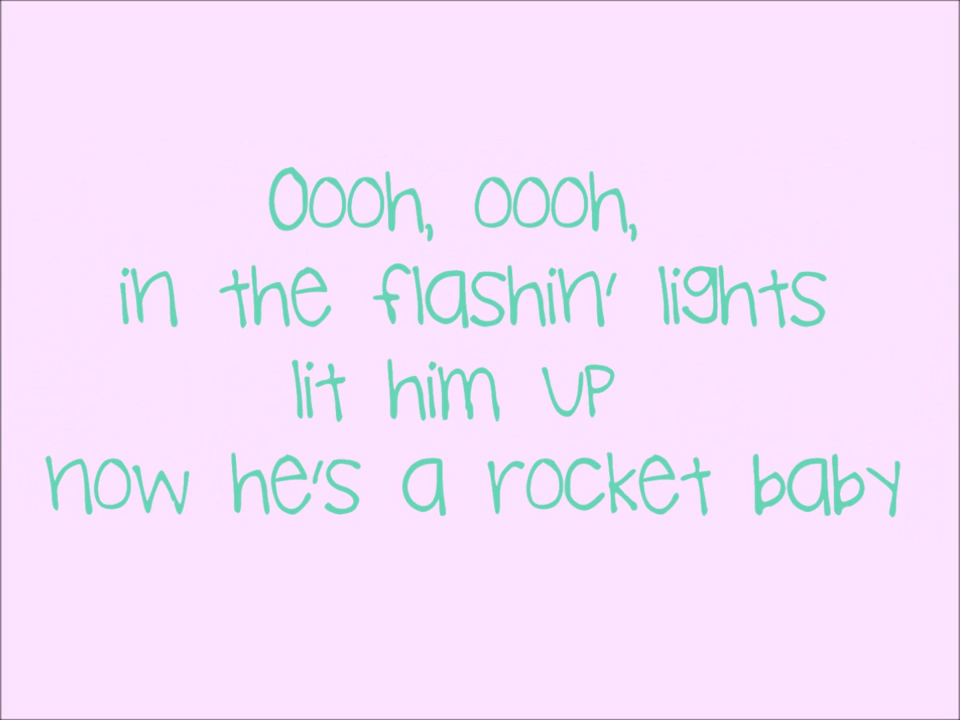 Oooh, oooh,
in the flashin' lights
lit him up
now he's a rocket baby